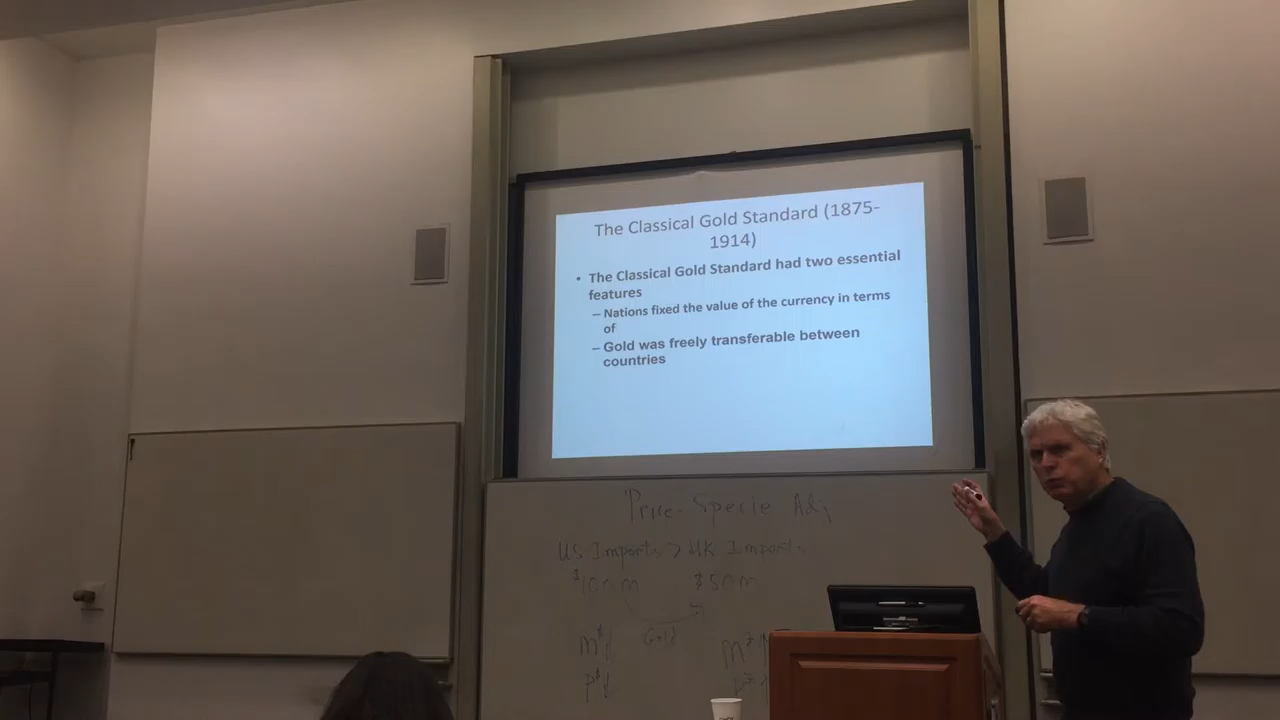 The Classical Gold Standard (1875-
1914)
• The Classical Gold Standard had two essential
features
– Nations fixed the value of the currency in terms
of
– Gold was freely transferable between
countries
Price-Specie Adj
US Imports > UK Imports
$100 m $50 m
Gold